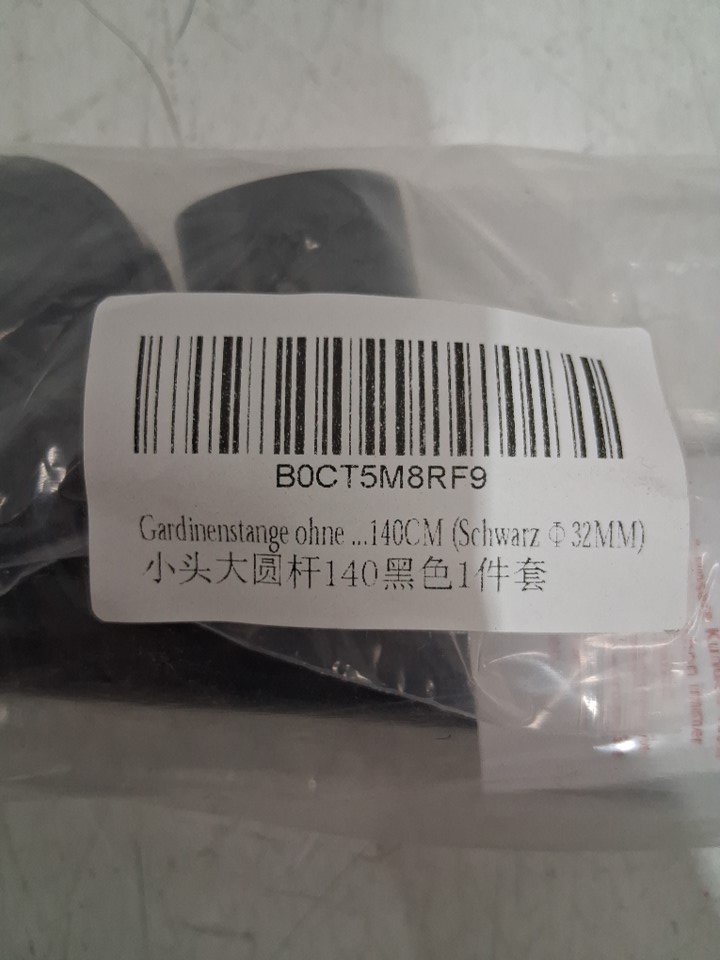 B0CT5M8RF9
Gardinenstange ohne ...140CM (Schwarz Φ32MM)
小头大圆杆140黑色1件套